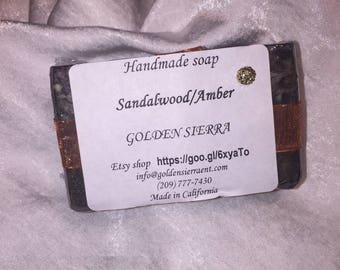 Handmade soap
Sandalwood/Amber
GOLDEN SIERRA
Etsy shop https://goo.gl/6xyaTo
info@goldensierraent.com
(209) 777-7430
Made in California